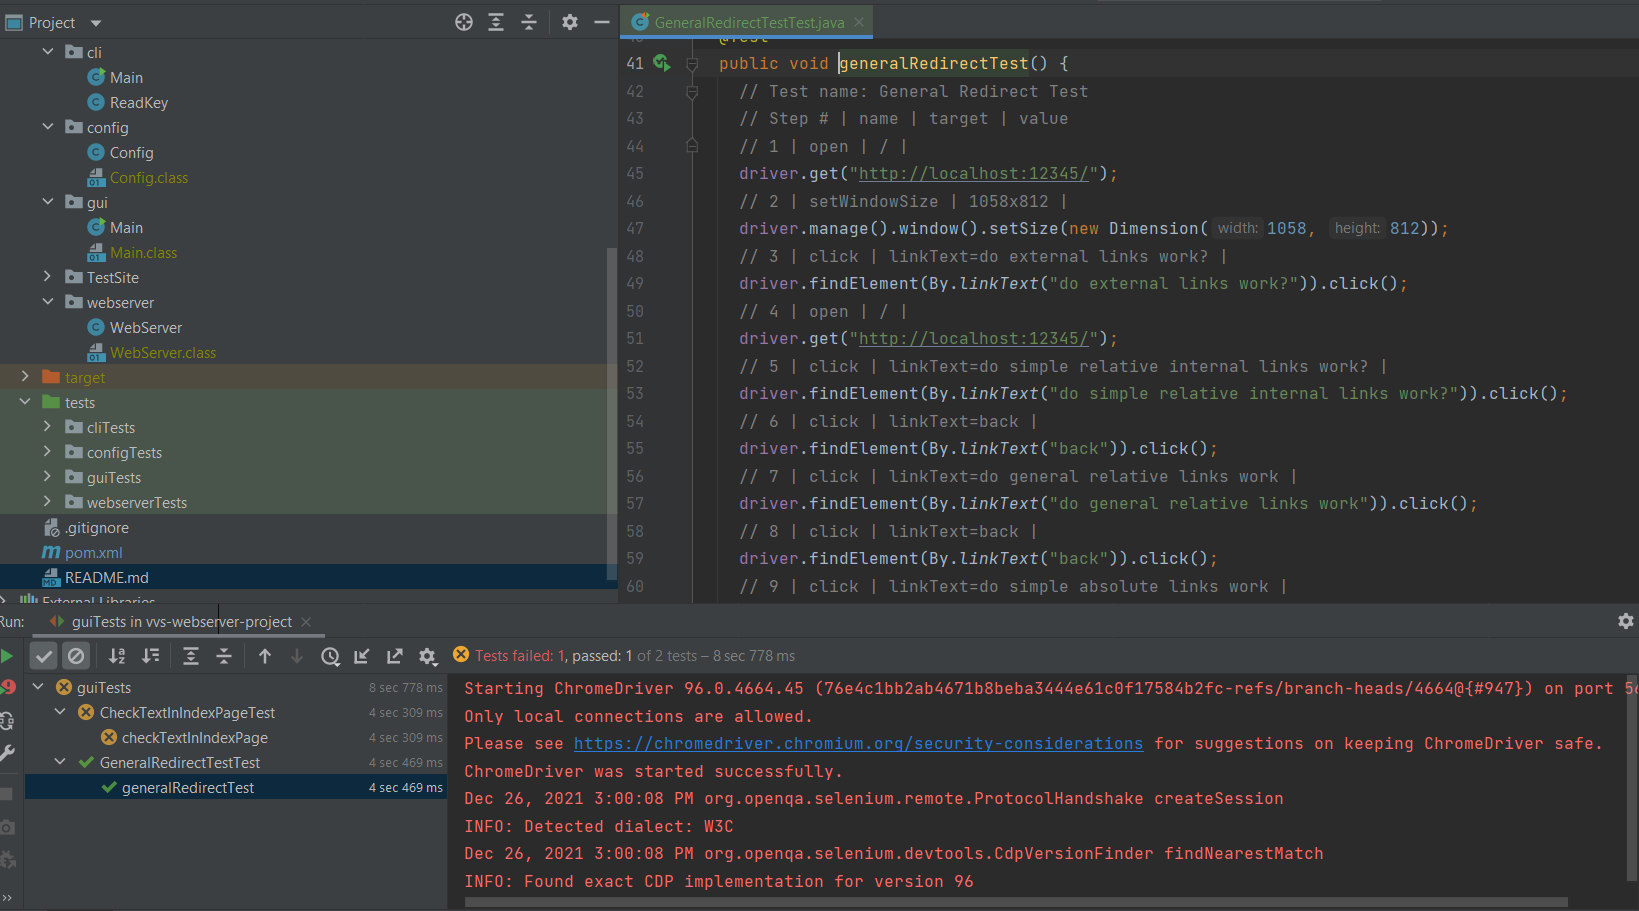 Project
GeneralRedirectTestTest.java
cli
Main
ReadKey
config
Config
Config.class
gui
Main
Main.class
TestSite
webserver
WebServer
WebServer.class
target
tests
cliTests
configTests
guiTests
webserverTests
.gitignore
pom.xml
README.md
External Libraries
@Test
41 public void generalRedirectTest() {
42 // Test name: General Redirect Test
43 // Step # | name | target | value
44 // 1 | open | / |
45 driver.get("http://localhost:12345/");
46 // 2 | setWindowSize | 1058x812 |
47 driver.manage().window().setSize(new Dimension( width: 1058, height: 812));
48 // 3 | click | linkText=do external links work? |
49 driver.findElement(By.linkText("do external links work?")).click();
50 // 4 | open | / |
51 driver.get("http://localhost:12345/");
52 // 5 | click | linkText=do simple relative internal links work? |
53 driver.findElement(By.linkText("do simple relative internal links work?")).click();
54 // 6 | click | linkText=back |
55 driver.findElement(By.linkText("back")).click();
56 // 7 | click | linkText=do general relative links work |
57 driver.findElement(By.linkText("do general relative links work")).click();
58 // 8 | click | linkText=back |
59 driver.findElement(By.linkText("back")).click();
60 // 9 | click | linkText=do simple absolute links work |
Run: guiTests in vvs-webserver-project
Tests failed: 1, passed: 1 of 2 tests – 8 sec 778 ms
guiTests 8 sec 778 ms
CheckTextInIndexPageTest 4 sec 309 ms
checkTextInIndexPage 4 sec 309 ms
GeneralRedirectTestTest 4 sec 469 ms
generalRedirectTest 4 sec 469 ms
Starting ChromeDriver 96.0.4664.45 (76e4c1bb2ab4671b8beba3444e61c0f17584b2fc-refs/branch-heads/4664@{#947}) on port
Only local connections are allowed.
Please see https://chromedriver.chromium.org/security-considerations for suggestions on keeping ChromeDriver safe.
ChromeDriver was started successfully.
Dec 26, 2021 3:00:08 PM org.openqa.selenium.remote.ProtocolHandshake createSession
INFO: Detected dialect: W3C
Dec 26, 2021 3:00:08 PM org.openqa.selenium.devtools.CdpVersionFinder findNearestMatch
INFO: Found exact CDP implementation for version 96